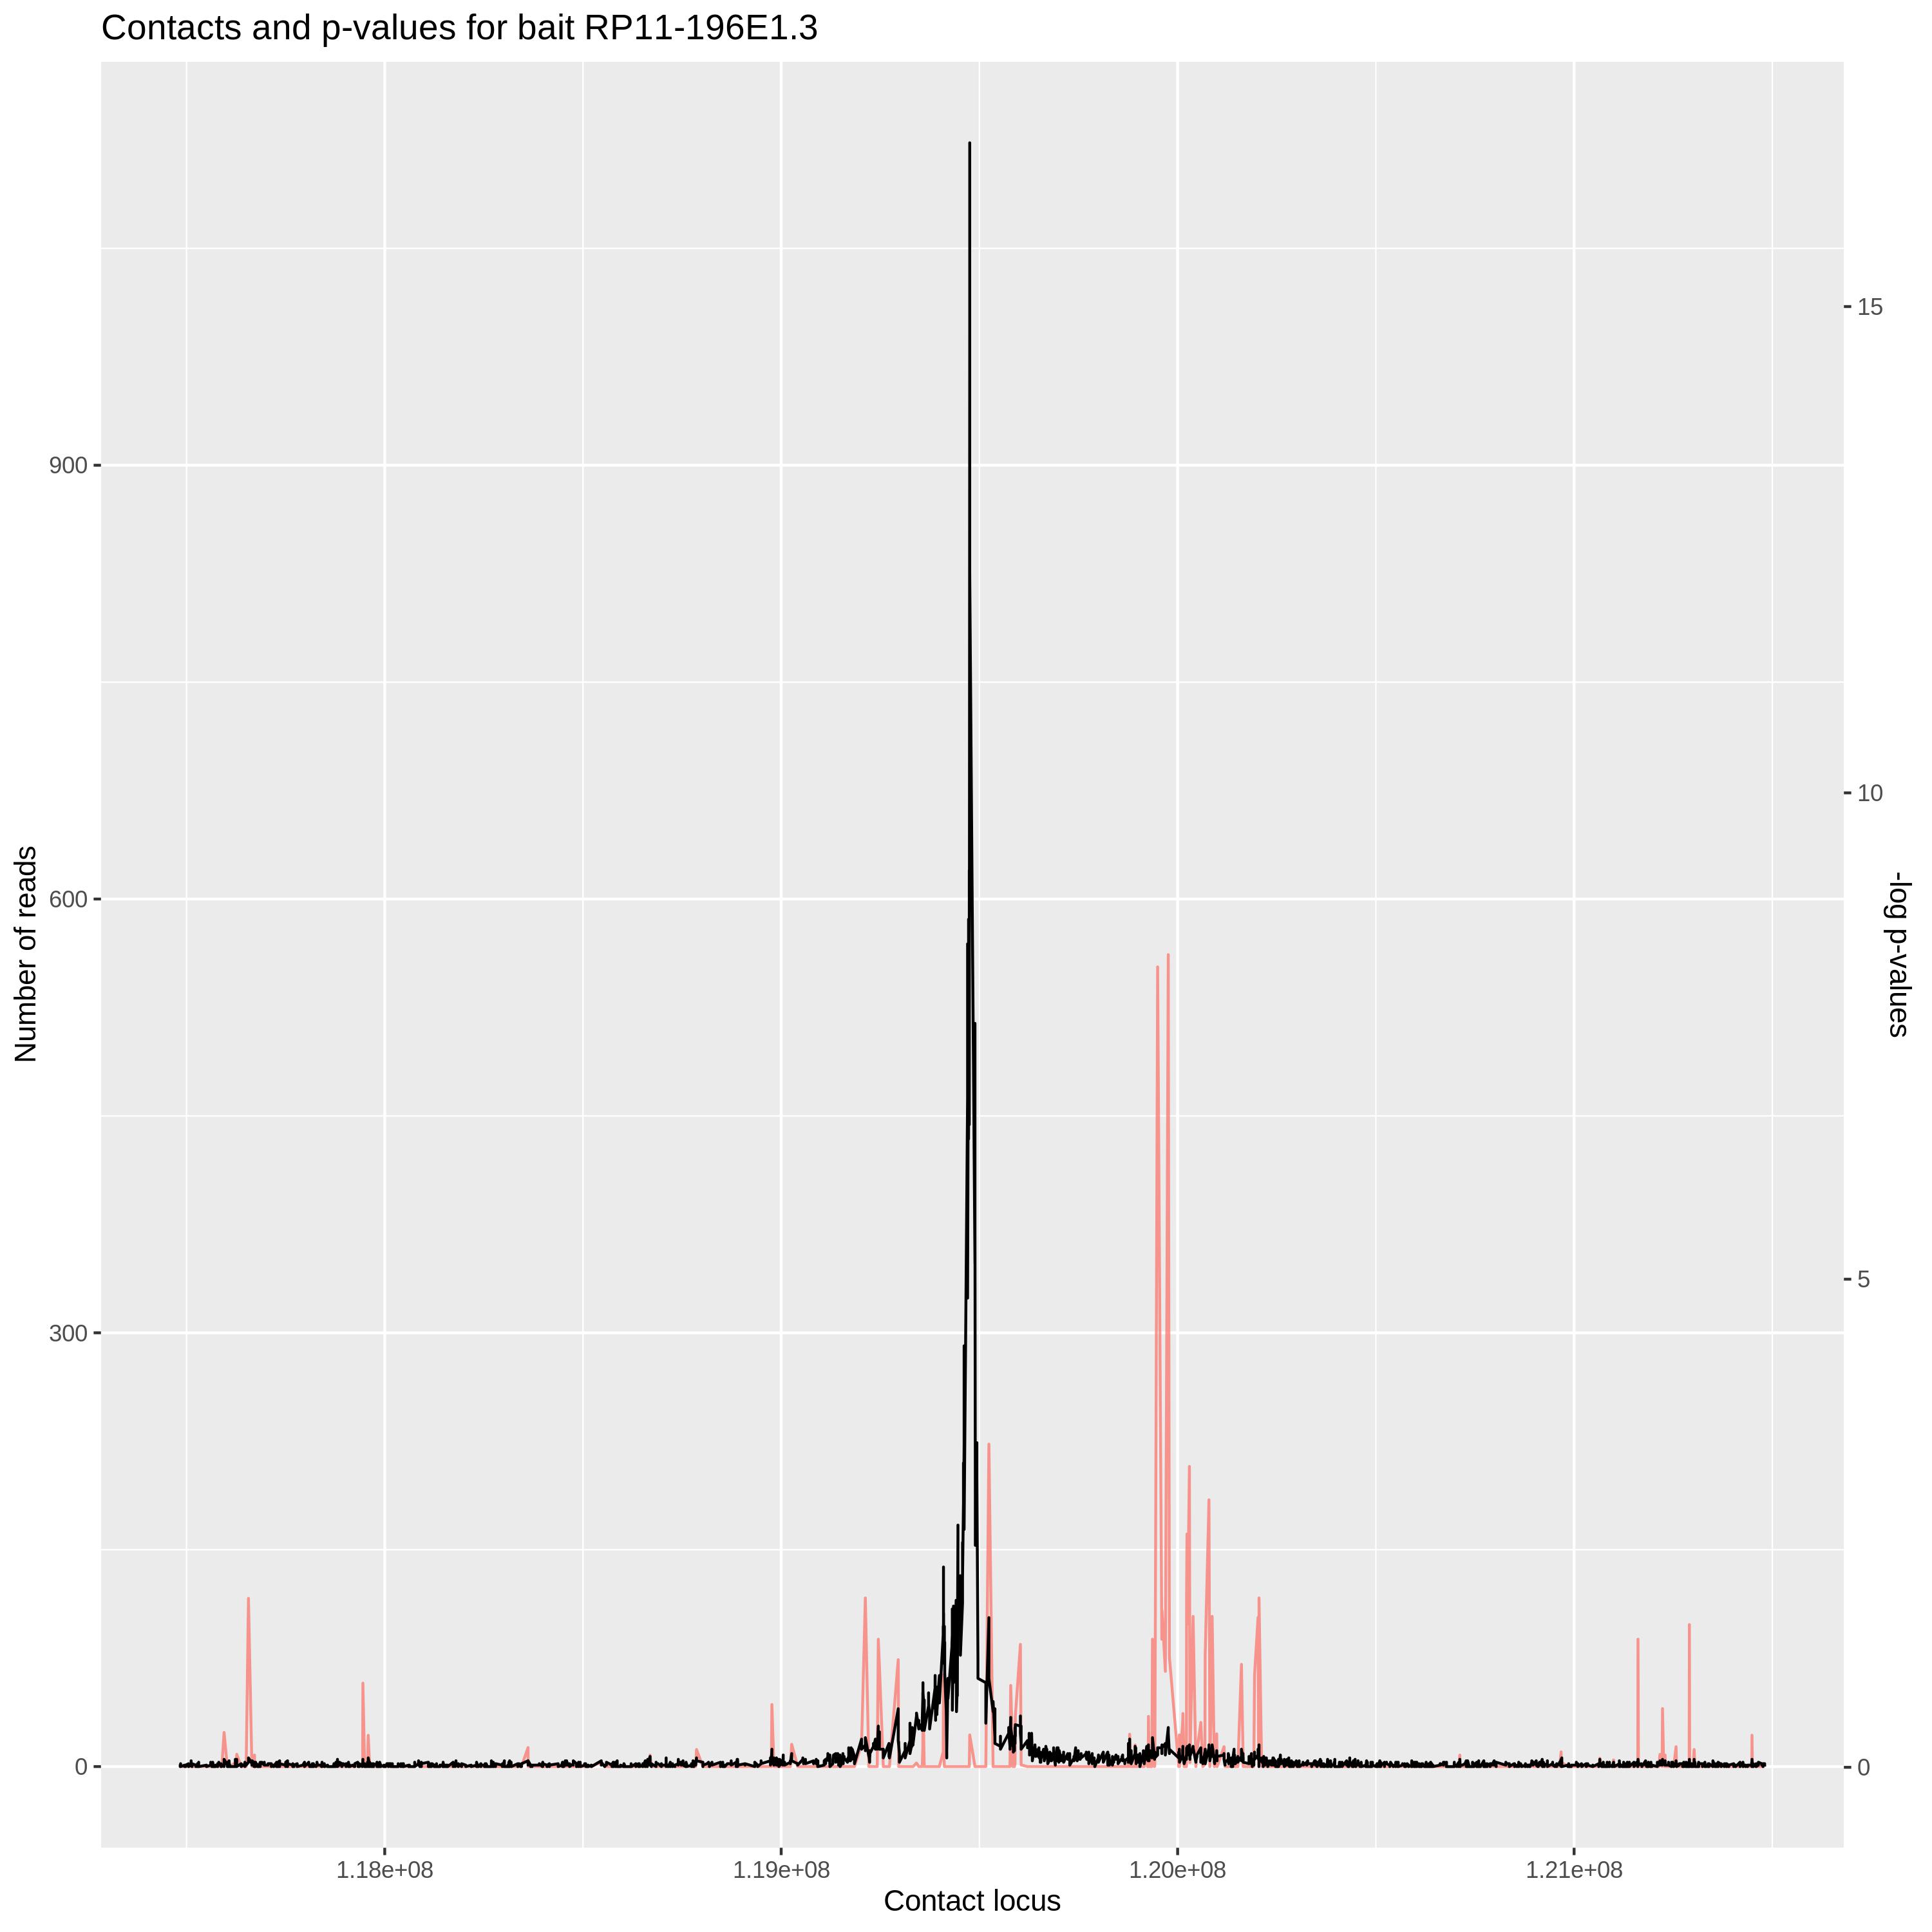 Contacts and p-values for bait RP11-196E1.3
15
900
10
600
Number of reads
-log p-values
5
300
0
0
1.18e+08
1.19e+08
1.20e+08
1.21e+08
Contact locus